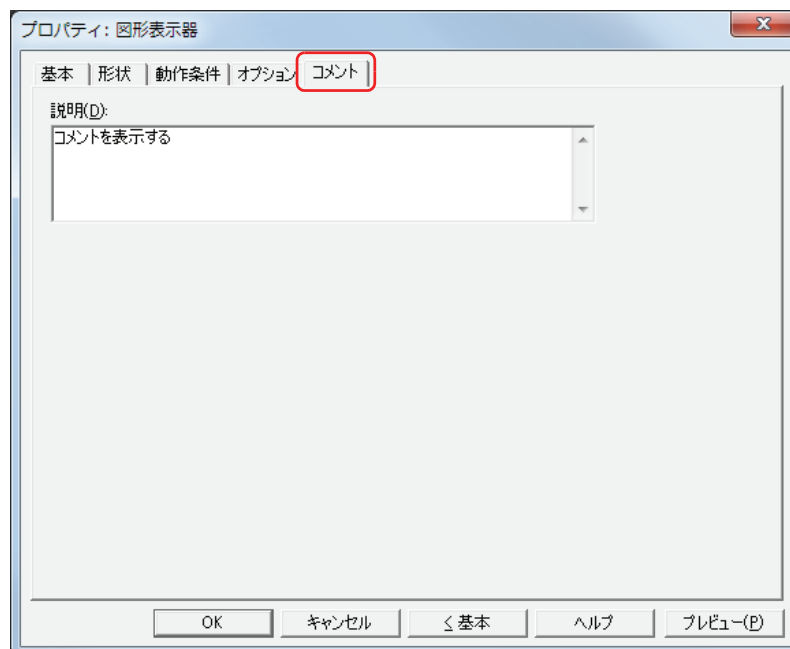 プロパティ: 図形表示器
基本 形状 動作条件 オプション コメント
説明(D):
コメントを表示する
OK キャンセル <基本 ヘルプ プレビュー(P)